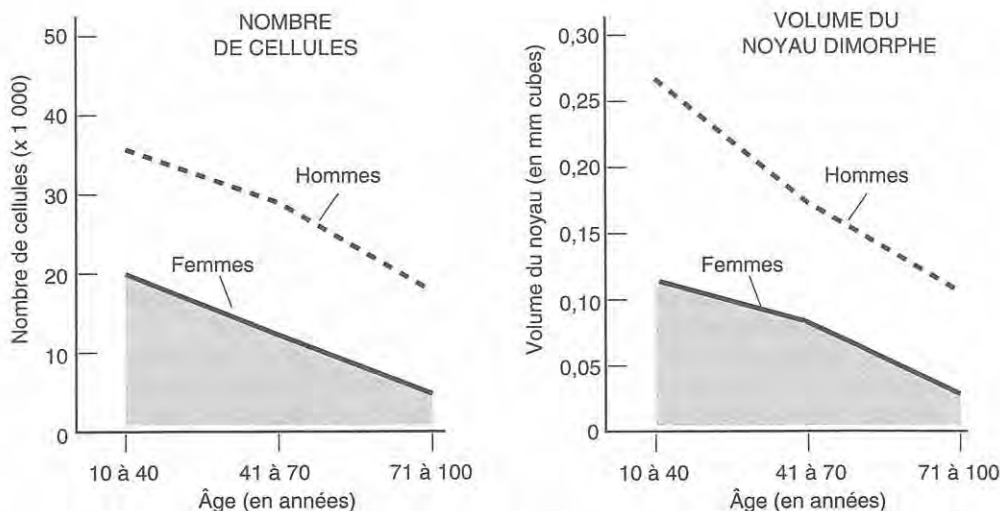 NOMBRE
DE CELLULES
Nombre de cellules (x 1 000)
50
40
30
20
10
0
Hommes
Femmes
10 à 40
41 à 70
71 à 100
Âge (en années)
VOLUME DU
NOYAU DIMORPHE
Volume du noyau (en mm cubes)
0,30
0,25
0,20
0,15
0,10
0,05
0
Hommes
Femmes
10 à 40
41 à 70
71 à 100
Âge (en années)